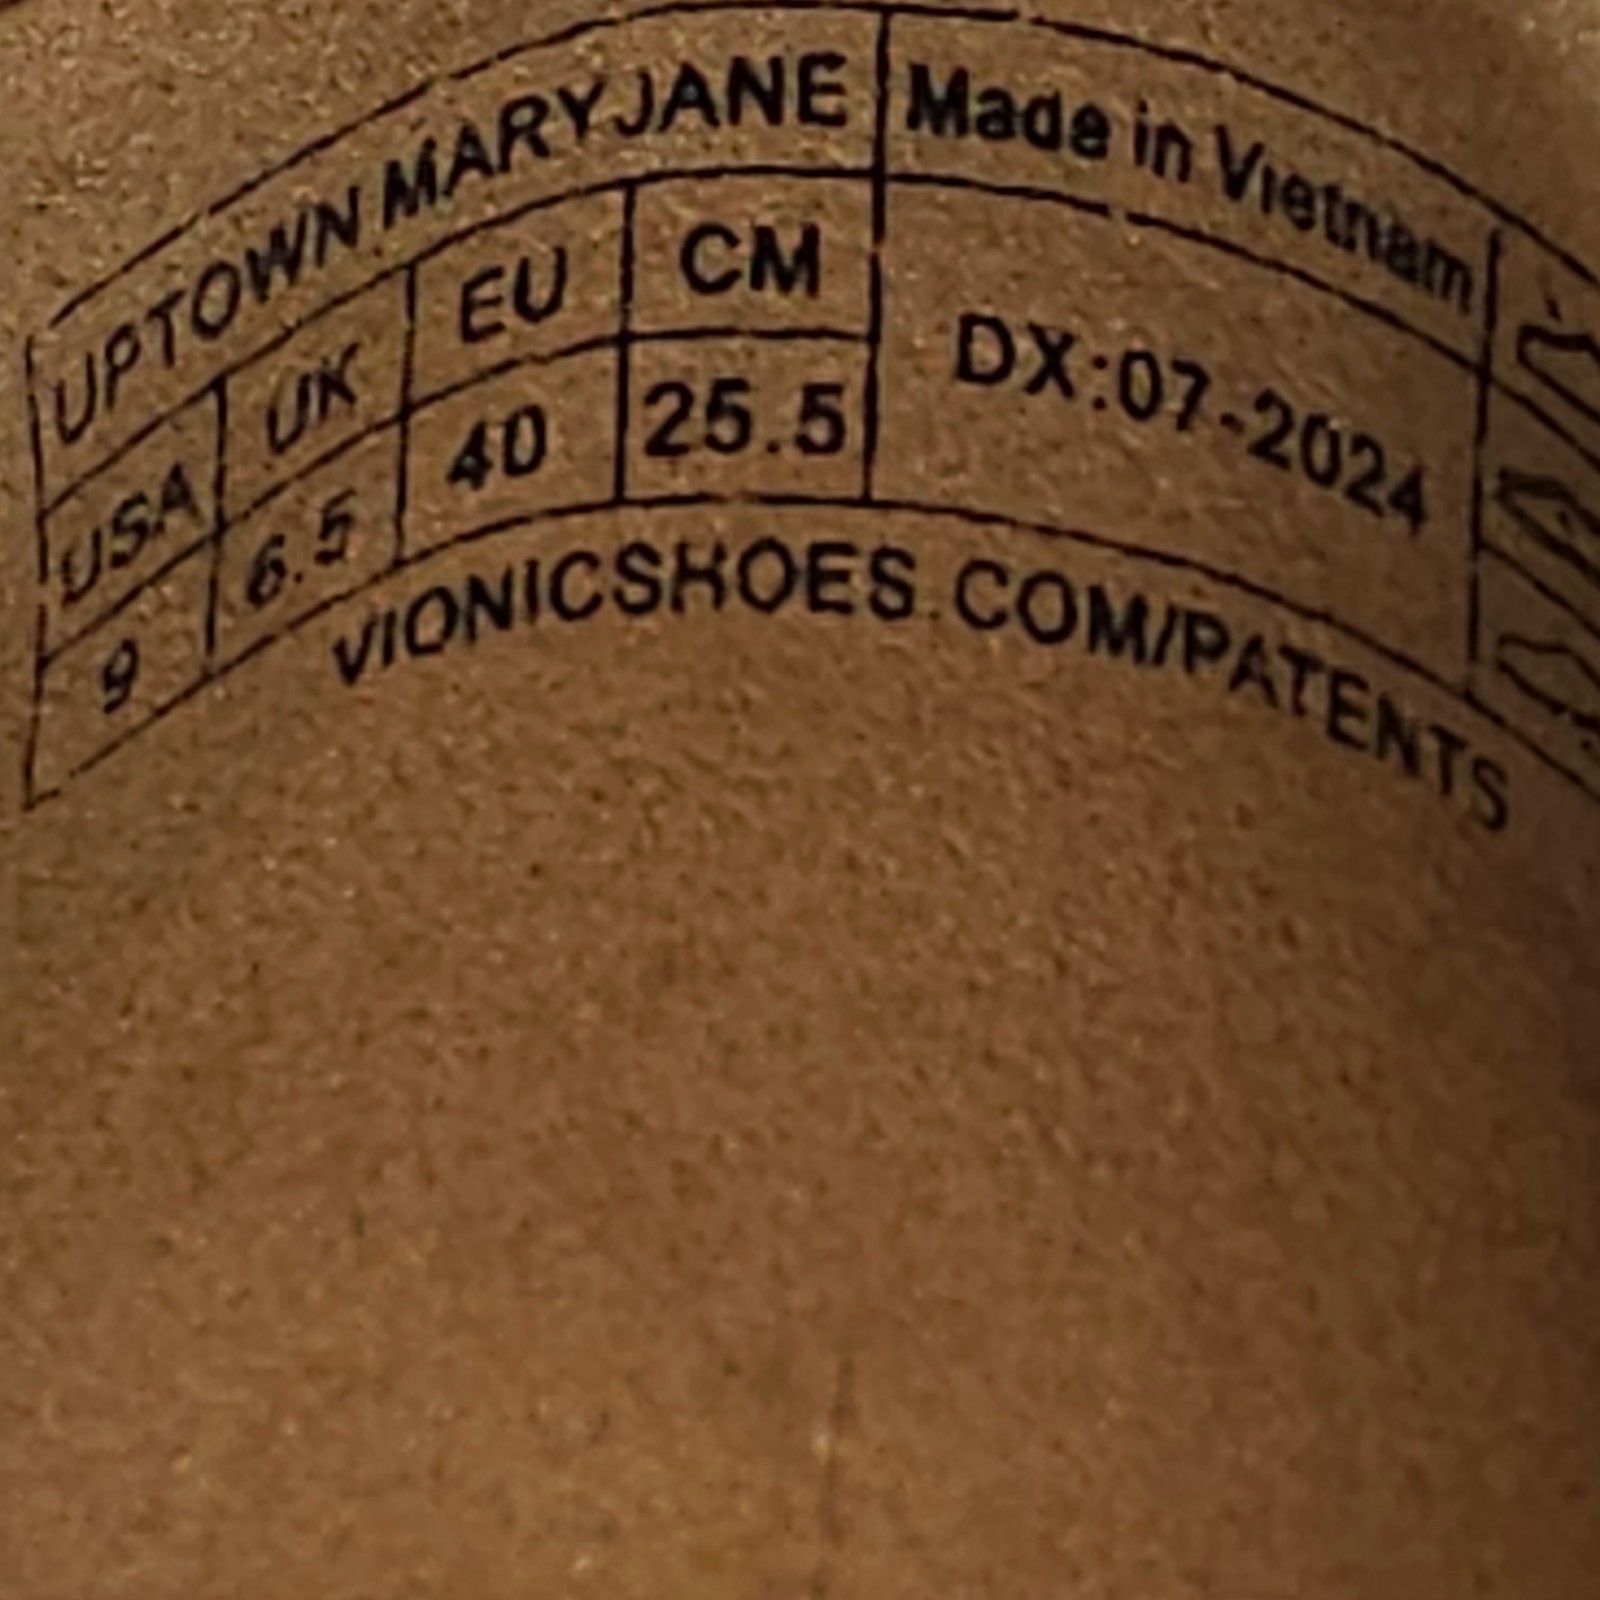 UPTOWN MARYJANE Made in Vietnam
USA UK EU CM DX:07-2024
9 6.5 40 25.5
VIONICSHOES.COM/PATENTS